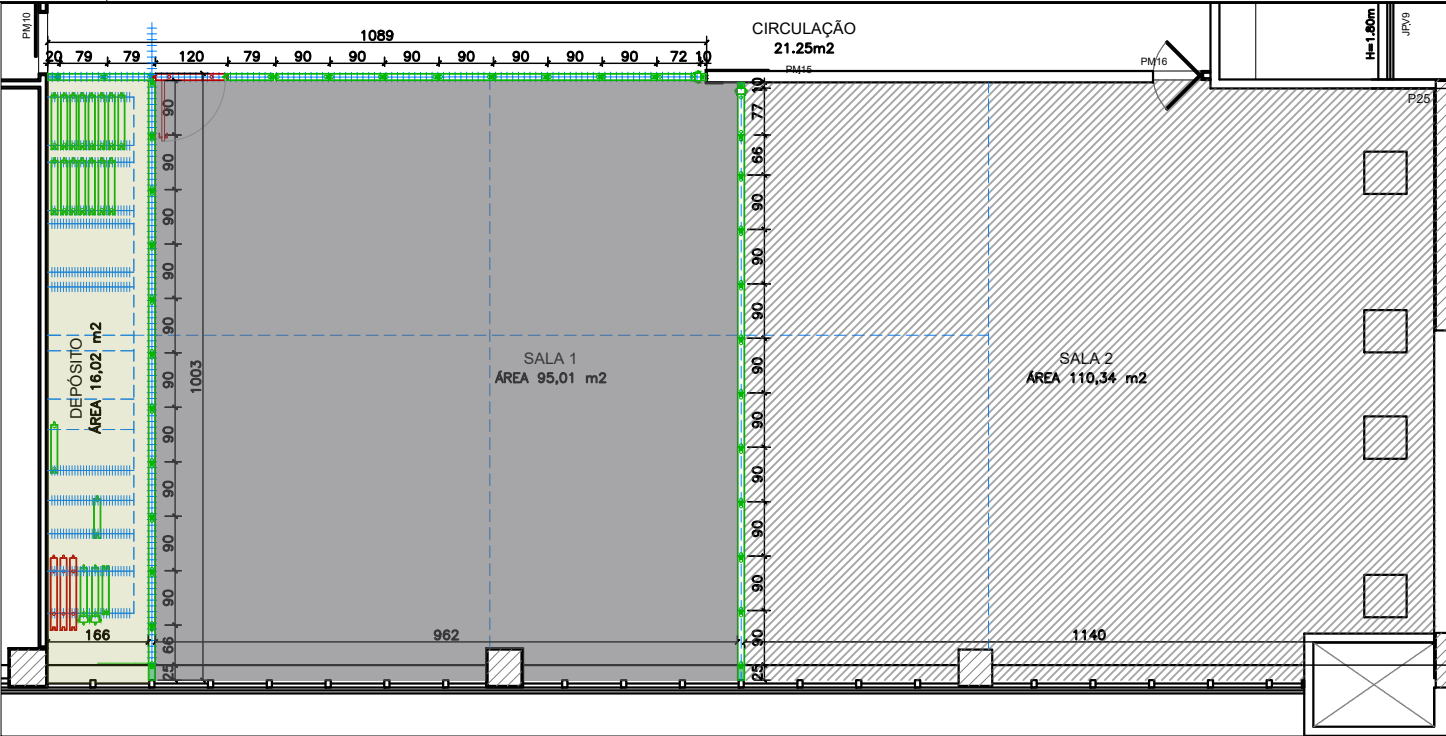 PM10
CIRCULAÇÃO
21.25m2
1089
20 79 79 120 79 90 90 90 90 90 90 90 72 10
PM15
PM16
H=1.80m
JPV9
P25
90
90
90
90
90
90
90
90
90
90
66
25
1003
10
77
66
90
90
90
90
90
90
90
90
90
25
DEPÓSITO
ÁREA 16,02 m2
SALA 1
ÁREA 95,01 m2
SALA 2
ÁREA 110,34 m2
166
962
1140